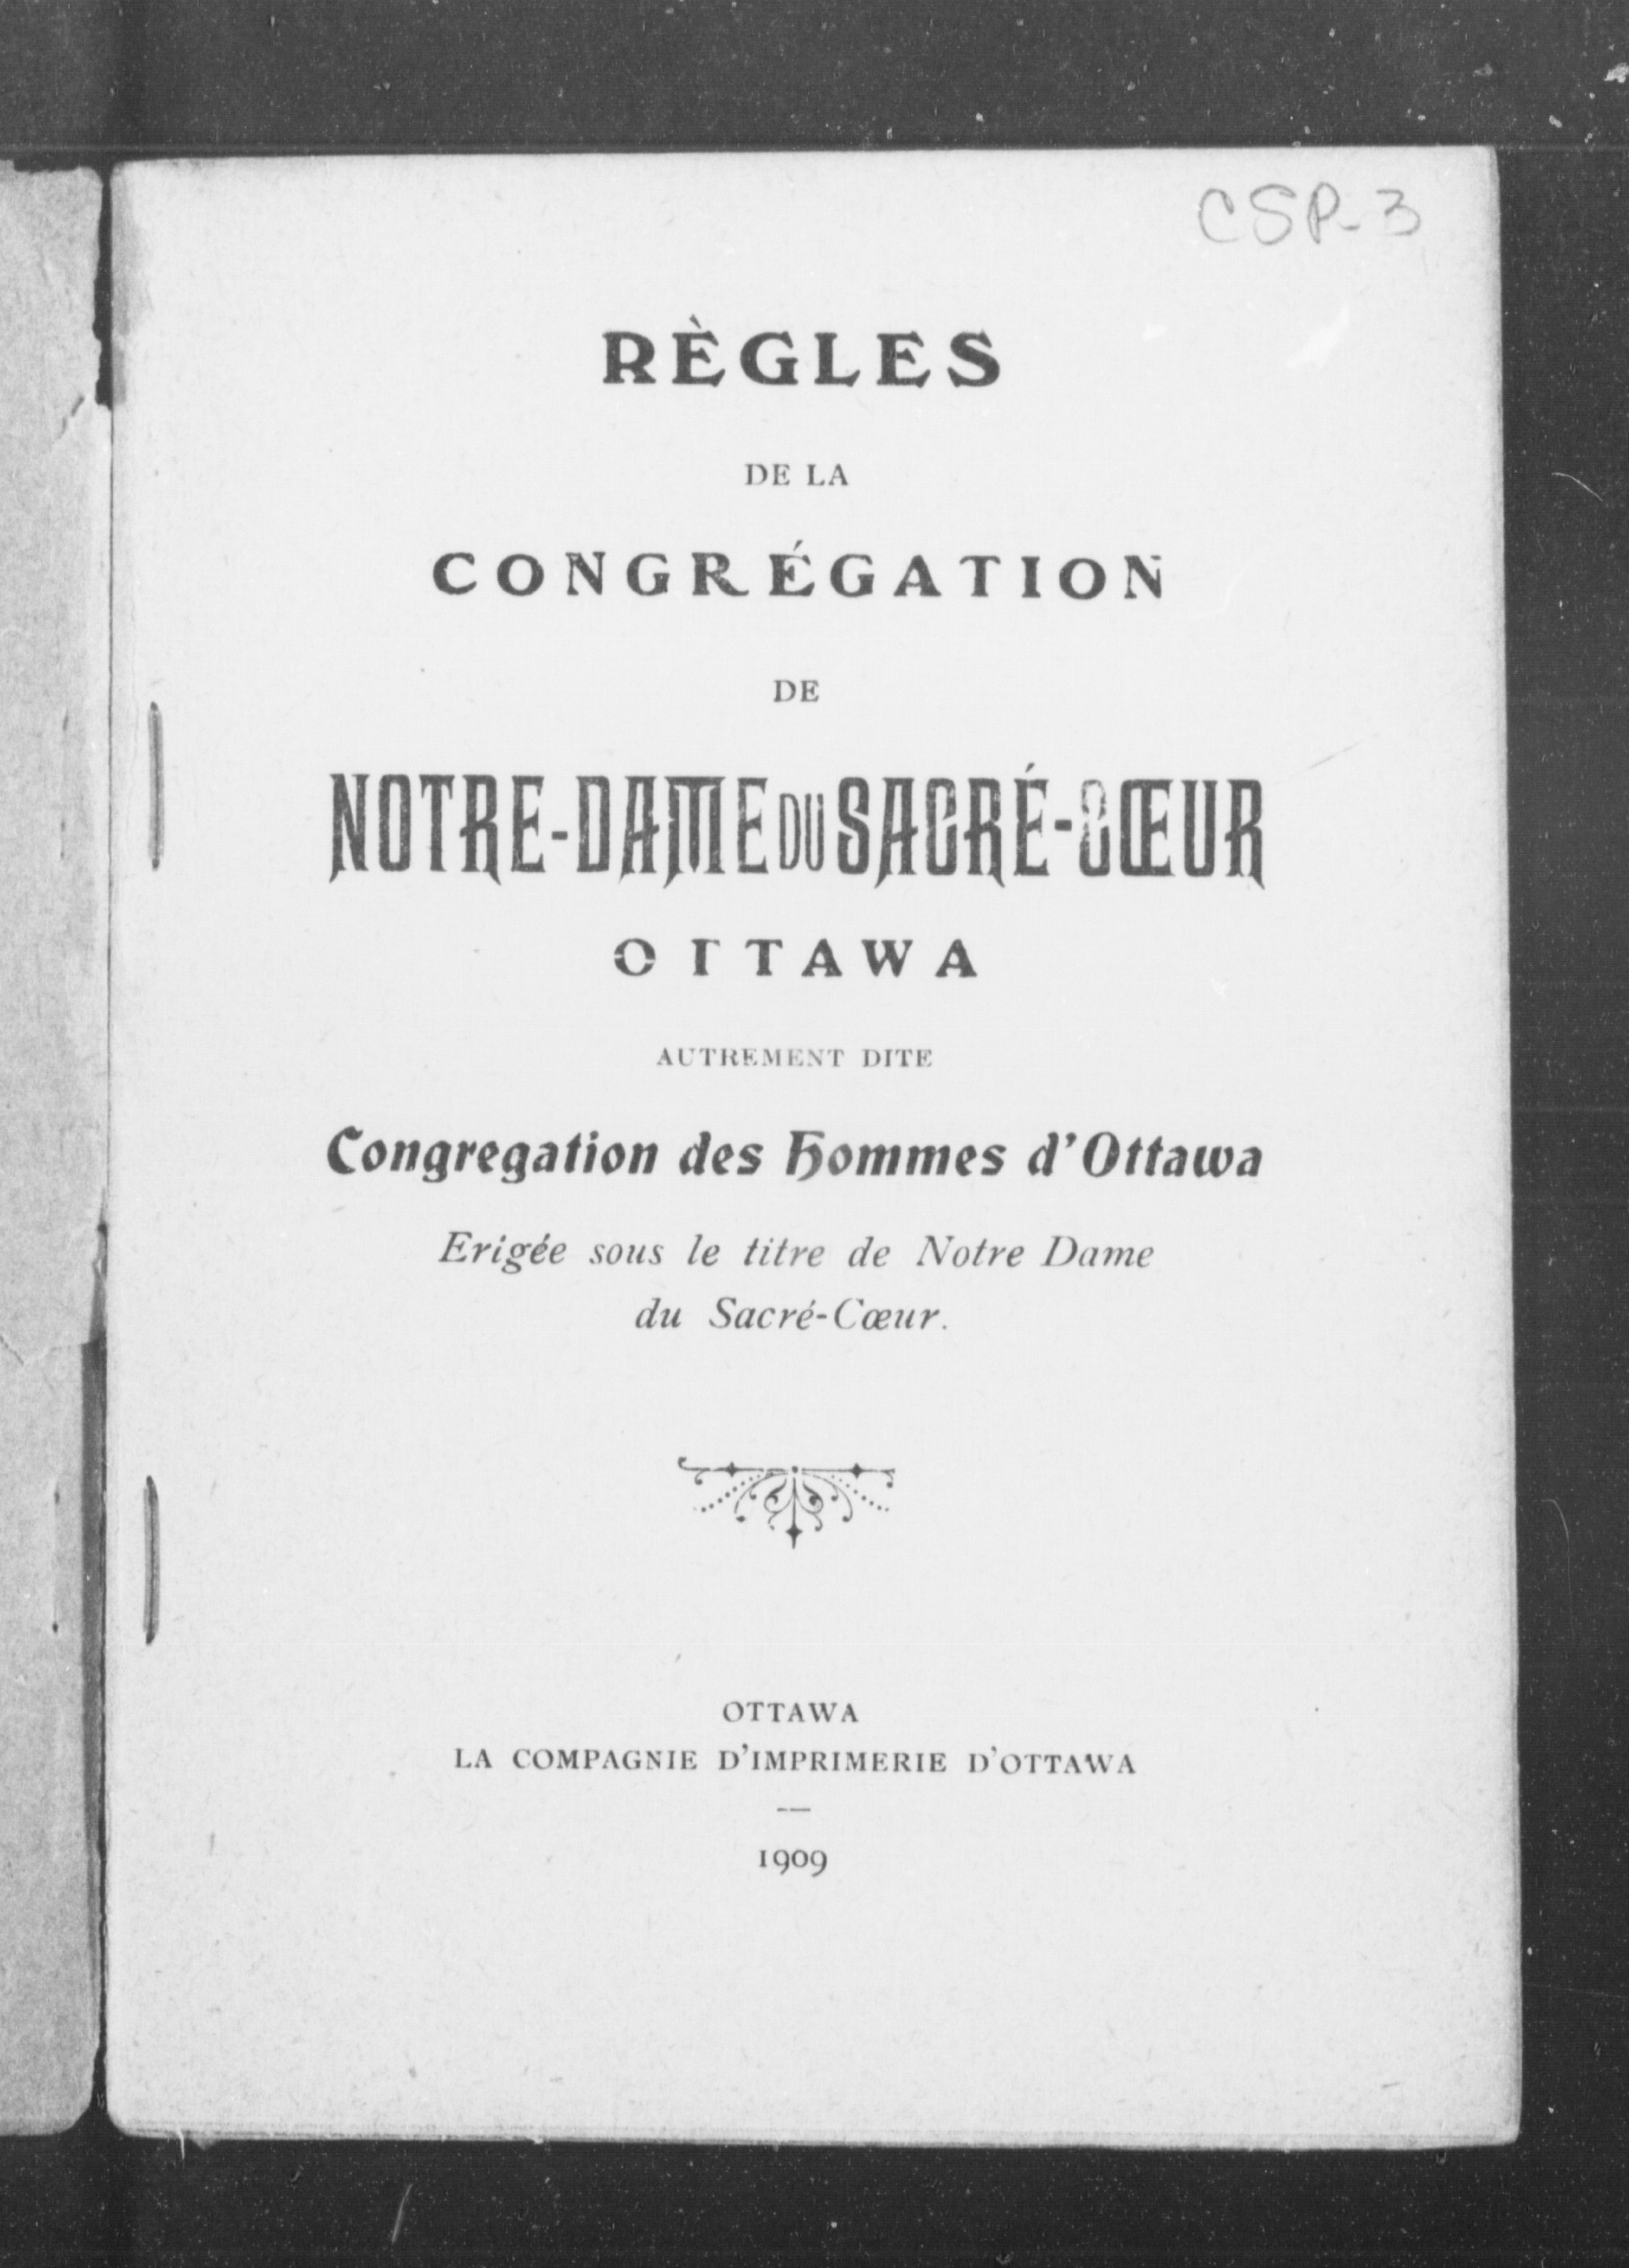 CSP-3
RÈGLES
DE LA
CONGRÉGATION
DE
NOTRE-DAME DU SACRÉ-CŒUR
OTTAWA
AUTREMENT DITE
Congregation des Hommes d'Ottawa
Erigée sous le titre de Notre Dame
du Sacré-Cœur.
OTTAWA
LA COMPAGNIE D'IMPRIMERIE D'OTTAWA
1909